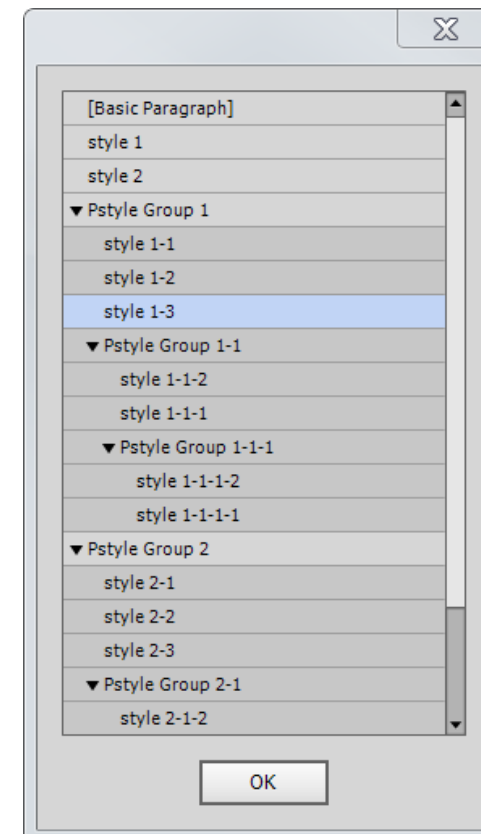 [Basic Paragraph]
style 1
style 2
Pstyle Group 1
style 1-1
style 1-2
style 1-3
Pstyle Group 1-1
style 1-1-2
style 1-1-1
Pstyle Group 1-1-1
style 1-1-1-2
style 1-1-1-1
Pstyle Group 2
style 2-1
style 2-2
style 2-3
Pstyle Group 2-1
style 2-1-2
OK